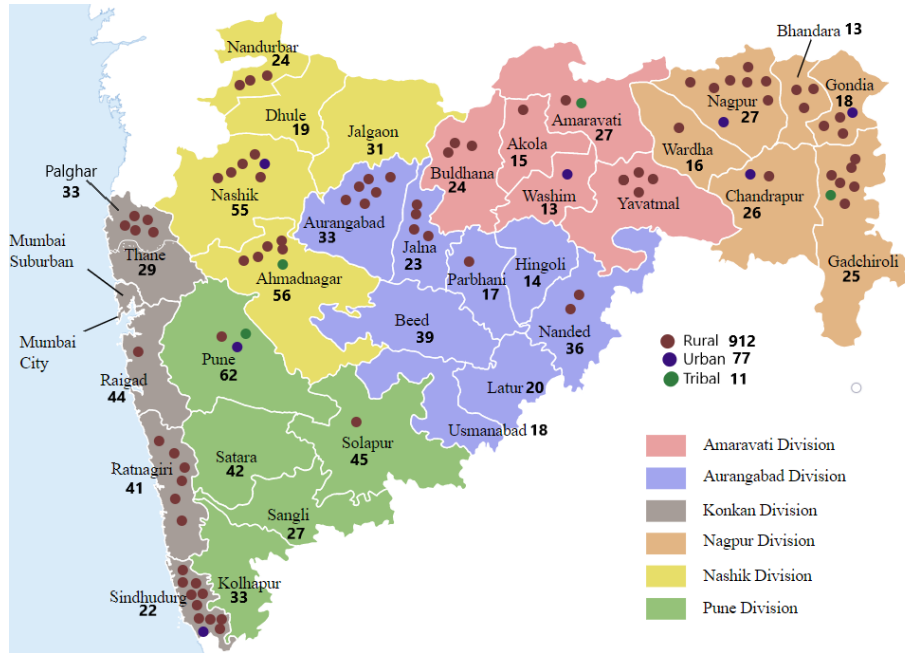 Nandurbar
24
Bhandara 13
Dhule
19
Jalgaon
31
Nagpur
27
Gondia
18
Amaravati
27
Akola
15
Wardha
16
Palghar
33
Nashik
55
Buldhana
24
Washim
13
Yavatmal
Chandrapur
26
Aurangabad
33
Jalna
23
Mumbai
Suburban
Thane
29
Ahmadnagar
56
Parbhani
17
Hingoli
14
Gadchiroli
25
Mumbai
City
Beed
39
Nanded
36
Pune
62
Raigad
44
Latur 20
Usmanabad 18
Rural 912
Urban 77
Tribal 11
Ratnagiri
41
Satara
42
Solapur
45
Sangli
27
Sindhudurg
22
Kolhapur
33
Amaravati Division
Aurangabad Division
Konkan Division
Nagpur Division
Nashik Division
Pune Division